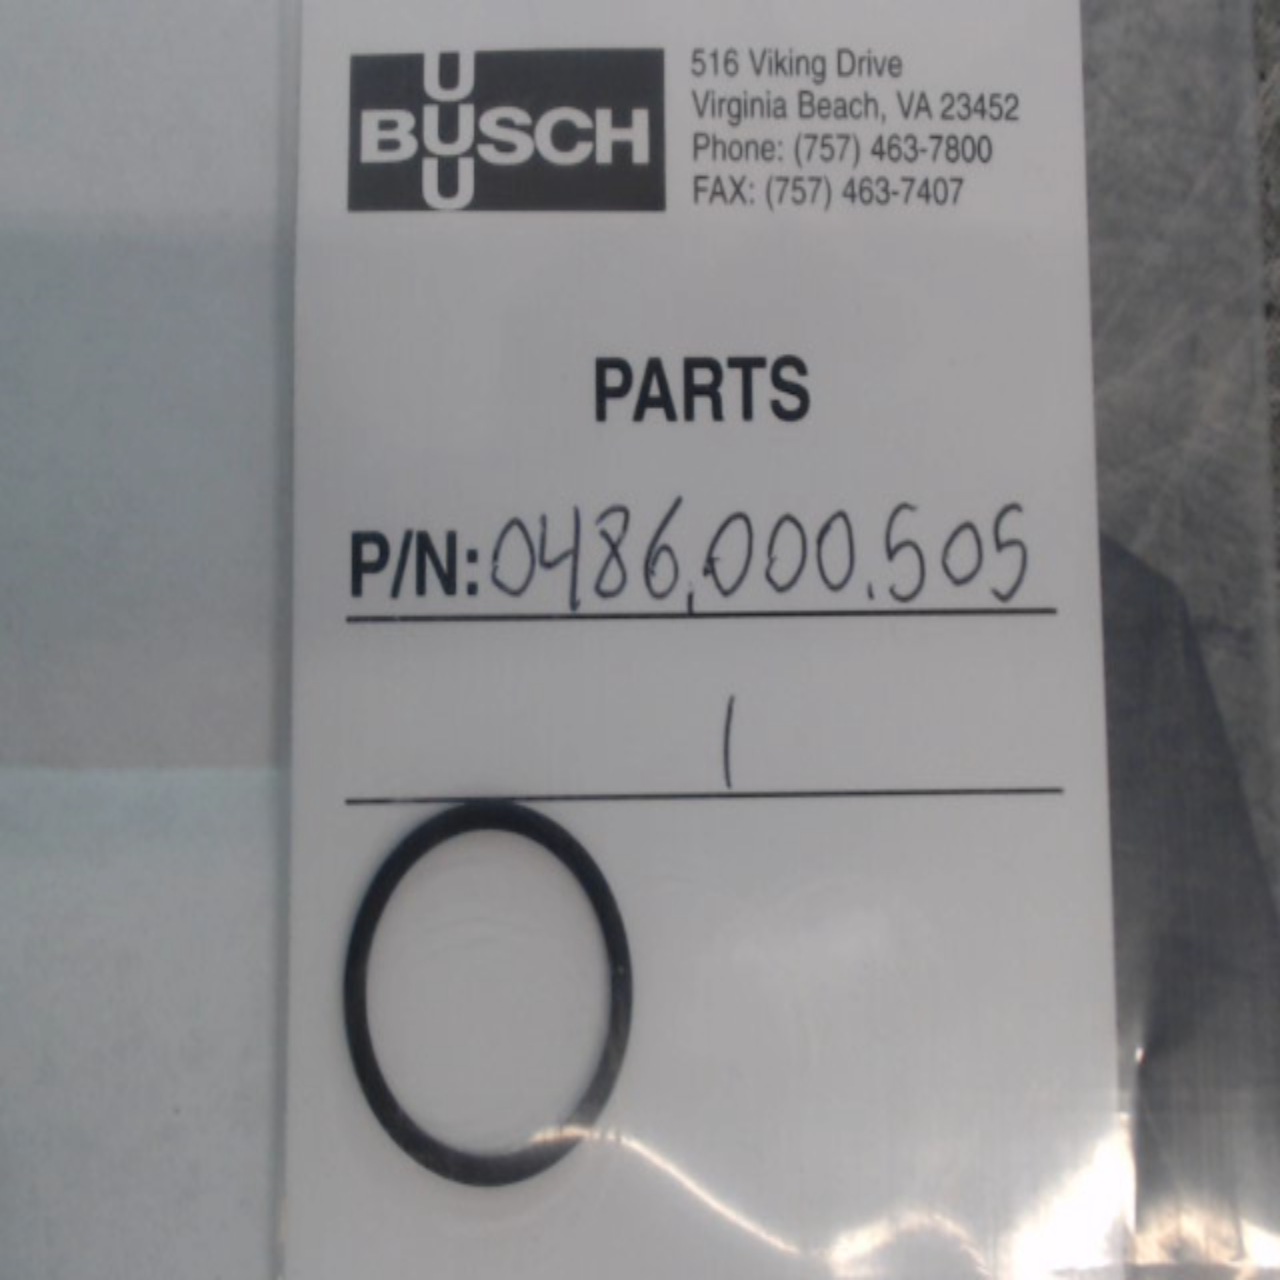 BUSCH
516 Viking Drive
Virginia Beach, VA 23452
Phone: (757) 463-7800
FAX: (757) 463-7407
PARTS
P/N: 0486,000.505
1